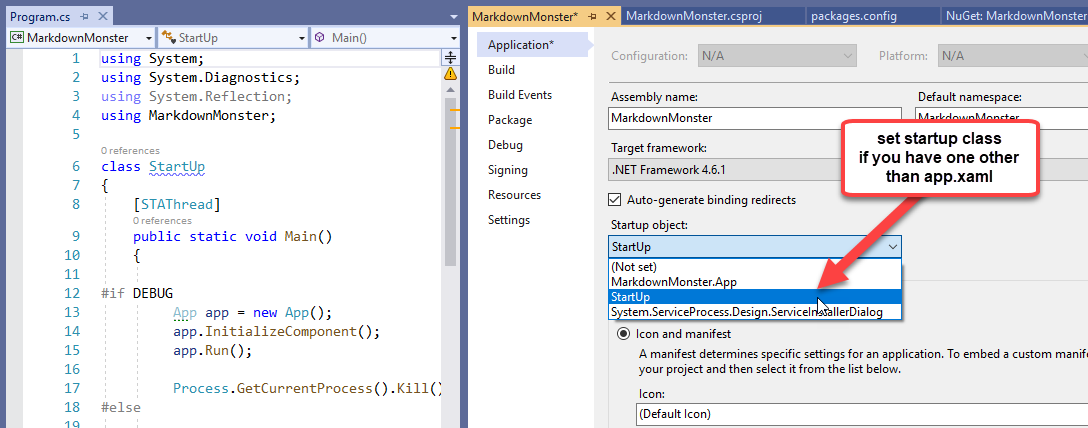 Program.cs
C# MarkdownMonster
StartUp
Main()
1 using System;
2 using System.Diagnostics;
3 using System.Reflection;
4 using MarkdownMonster;
5
0 references
6 class StartUp
7 {
8 [STAThread]
0 references
9 public static void Main()
10 {
11
12 #if DEBUG
13 App app = new App();
14 app.InitializeComponent();
15 app.Run();
16
17 Process.GetCurrentProcess().Kill()
18 #else
19
MarkdownMonster*
MarkdownMonster.csproj
packages.config
NuGet: MarkdownMonster
Application*
Build
Build Events
Package
Debug
Signing
Resources
Settings
Configuration: N/A
Platform: N/A
Assembly name:
MarkdownMonster
Default namespace:
MarkdownMonster
Target framework:
.NET Framework 4.6.1
set startup class
if you have one other
than app.xaml
Auto-generate binding redirects
Startup object:
StartUp
(Not set)
MarkdownMonster.App
StartUp
System.ServiceProcess.Design.ServiceInstallerDialog
Icon and manifest
A manifest determines specific settings for an application. To embed a custom manife
your project and then select it from the list below.
Icon:
(Default Icon)